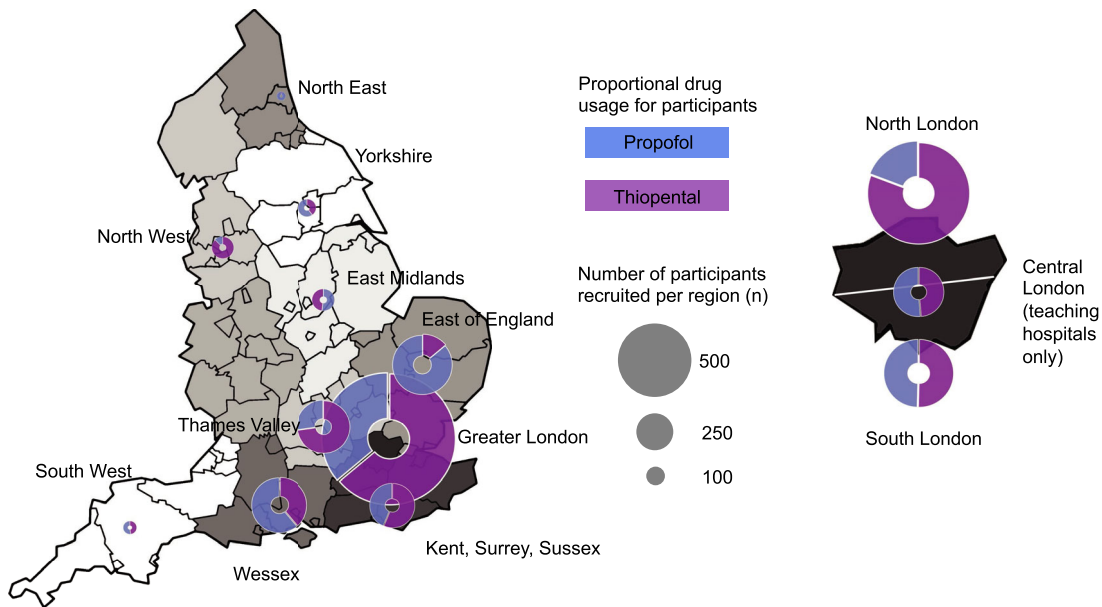 North East
Yorkshire
North West
East Midlands
East of England
Thames Valley
Greater London
South West
Kent, Surrey, Sussex
Wessex
Proportional drug
usage for participants
Propofol
Thiopental
Number of participants
recruited per region (n)
500
250
100
North London
Central
London
(teaching
hospitals
only)
South London